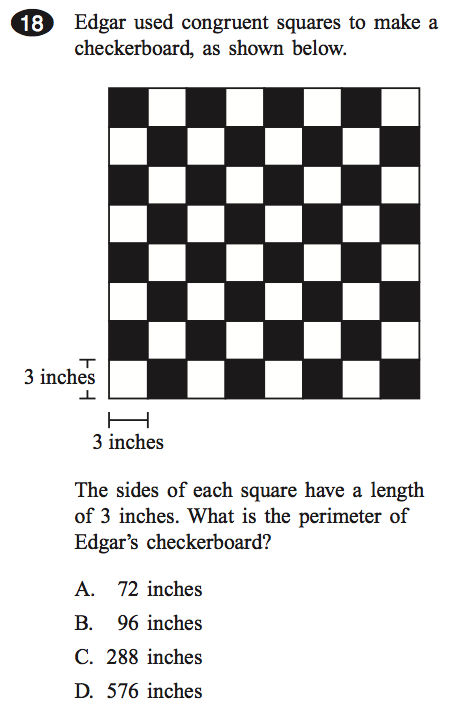 18 Edgar used congruent squares to make a
checkerboard, as shown below.
3 inches
3 inches
The sides of each square have a length
of 3 inches. What is the perimeter of
Edgar's checkerboard?
A. 72 inches
B. 96 inches
C. 288 inches
D. 576 inches